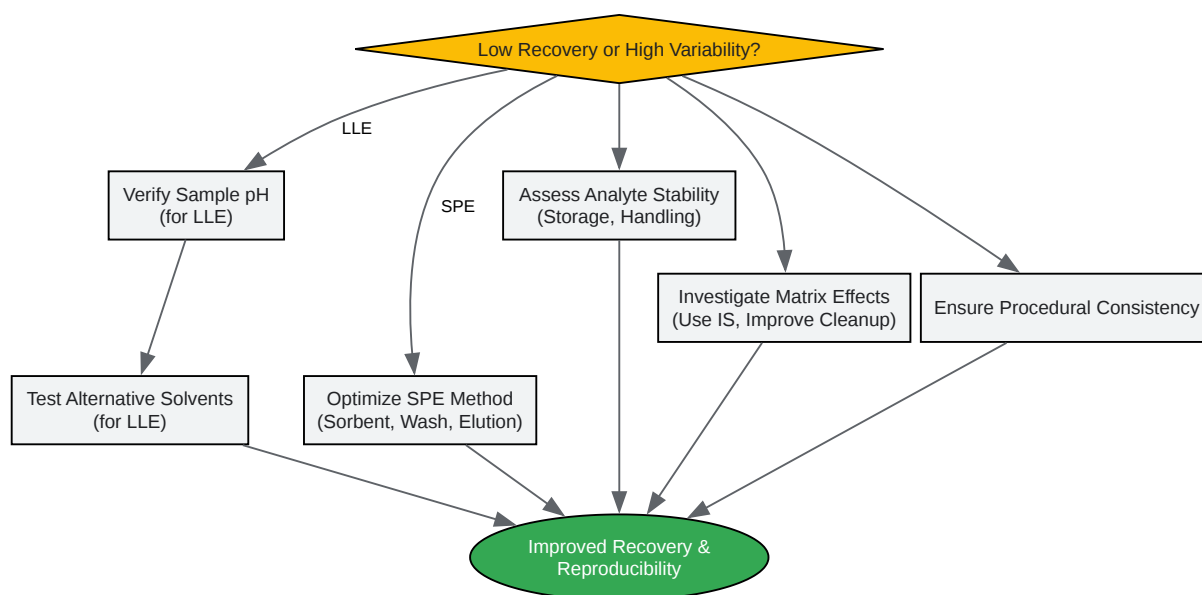 Low Recovery or High Variability?
LLE
Verify Sample pH
(for LLE)
SPE
Assess Analyte Stability
(Storage, Handling)
Investigate Matrix Effects
(Use IS, Improve Cleanup)
Ensure Procedural Consistency
Test Alternative Solvents
(for LLE)
Optimize SPE Method
(Sorbent, Wash, Elution)
Improved Recovery &
Reproducibility